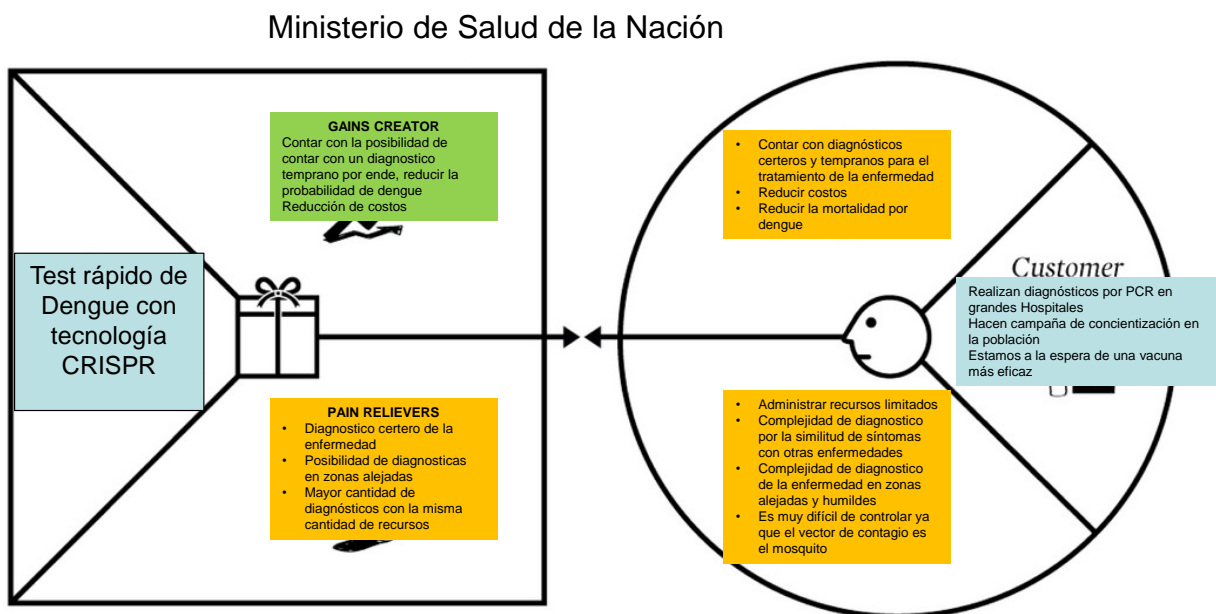 Ministerio de Salud de la Nación
GAINS CREATOR
Contar con la posibilidad de
contar con un diagnostico
temprano por ende, reducir la
probabilidad de dengue
Reducción de costos
• Contar con diagnósticos
certeros y tempranos para el
tratamiento de la enfermedad
• Reducir costos
• Reducir la mortalidad por
dengue
Test rápido de
Dengue con
tecnología
CRISPR
Customer
Realizan diagnósticos por PCR en
grandes Hospitales
Hacen campaña de concientización en
la población
Estamos a la espera de una vacuna
más eficaz
PAIN RELIEVERS
• Diagnostico certero de la
enfermedad
• Posibilidad de diagnosticas
en zonas alejadas
• Mayor cantidad de
diagnósticos con la misma
cantidad de recursos
• Administrar recursos limitados
• Complejidad de diagnostico
por la similitud de síntomas
con otras enfermedades
• Complejidad de diagnostico
de la enfermedad en zonas
alejadas y humildes
• Es muy difícil de controlar ya
que el vector de contagio es
el mosquito